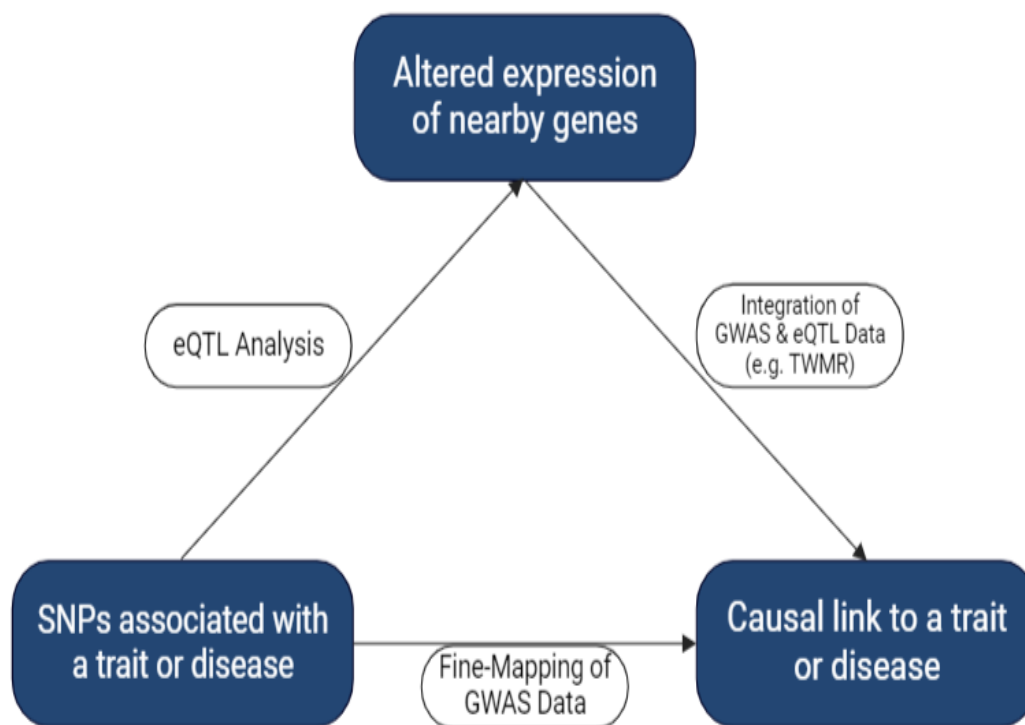 Altered expression
of nearby genes
eQTL Analysis
Integration of
GWAS & eQTL Data
(e.g. TWMR)
SNPs associated with
a trait or disease
Fine-Mapping of
GWAS Data
Causal link to a trait
or disease